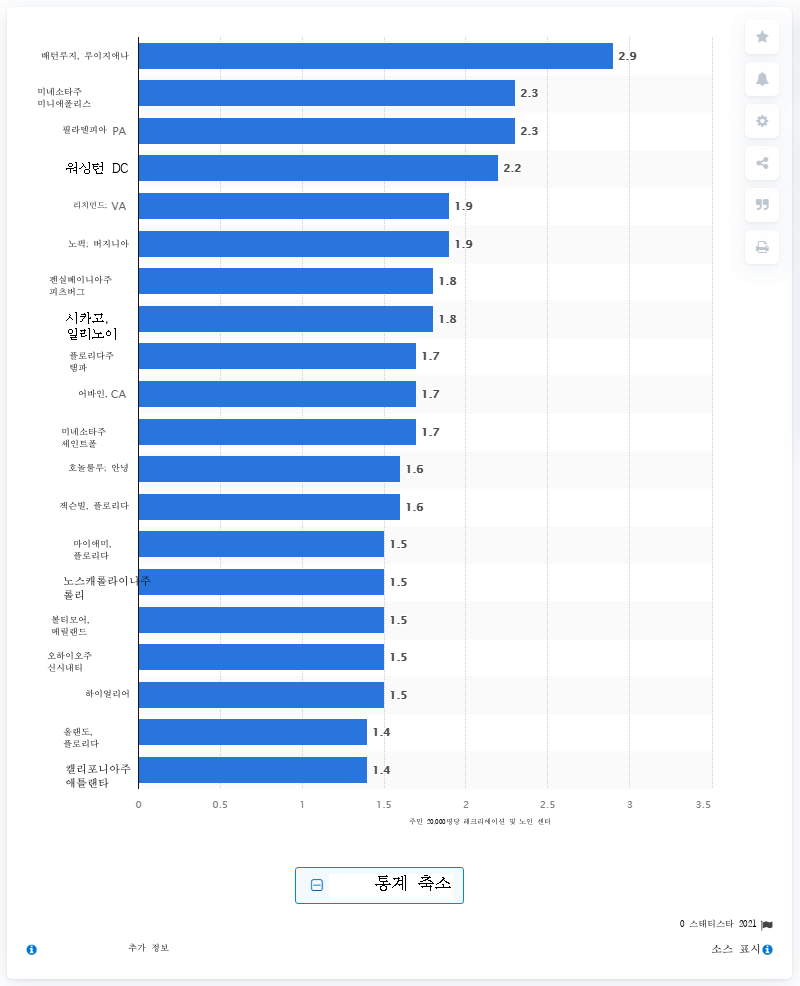 배턴루지, 루이지애나
2.9
미네소타주
미니애폴리스
2.3
필라델피아 PA
2.3
워싱턴 DC
2.2
리치먼드; VA
1.9
노퍽; 버지니아
1.9
펜실베이니아주
피츠버그
1.8
시카고,
일리노이
1.8
플로리다주
탬파
1.7
어바인, CA
1.7
미네소타주
세인트폴
1.7
호놀룰루; 안녕
1.6
잭슨빌, 플로리다
1.6
마이애미,
플로리다
1.5
노스캐롤라이나주
롤리
1.5
볼티모어,
메릴랜드
1.5
오하이오주
신시내티
1.5
하이얼리어
1.5
올랜도,
플로리다
1.4
캘리포니아주
애틀랜타
1.4
0 0.5 1 1.5 2 2.5 3 3.5
주민 20,000명당 레크리에이션 및 노인 센터
통계 축소
0 스태티스타 2021
추가 정보
소스 표시